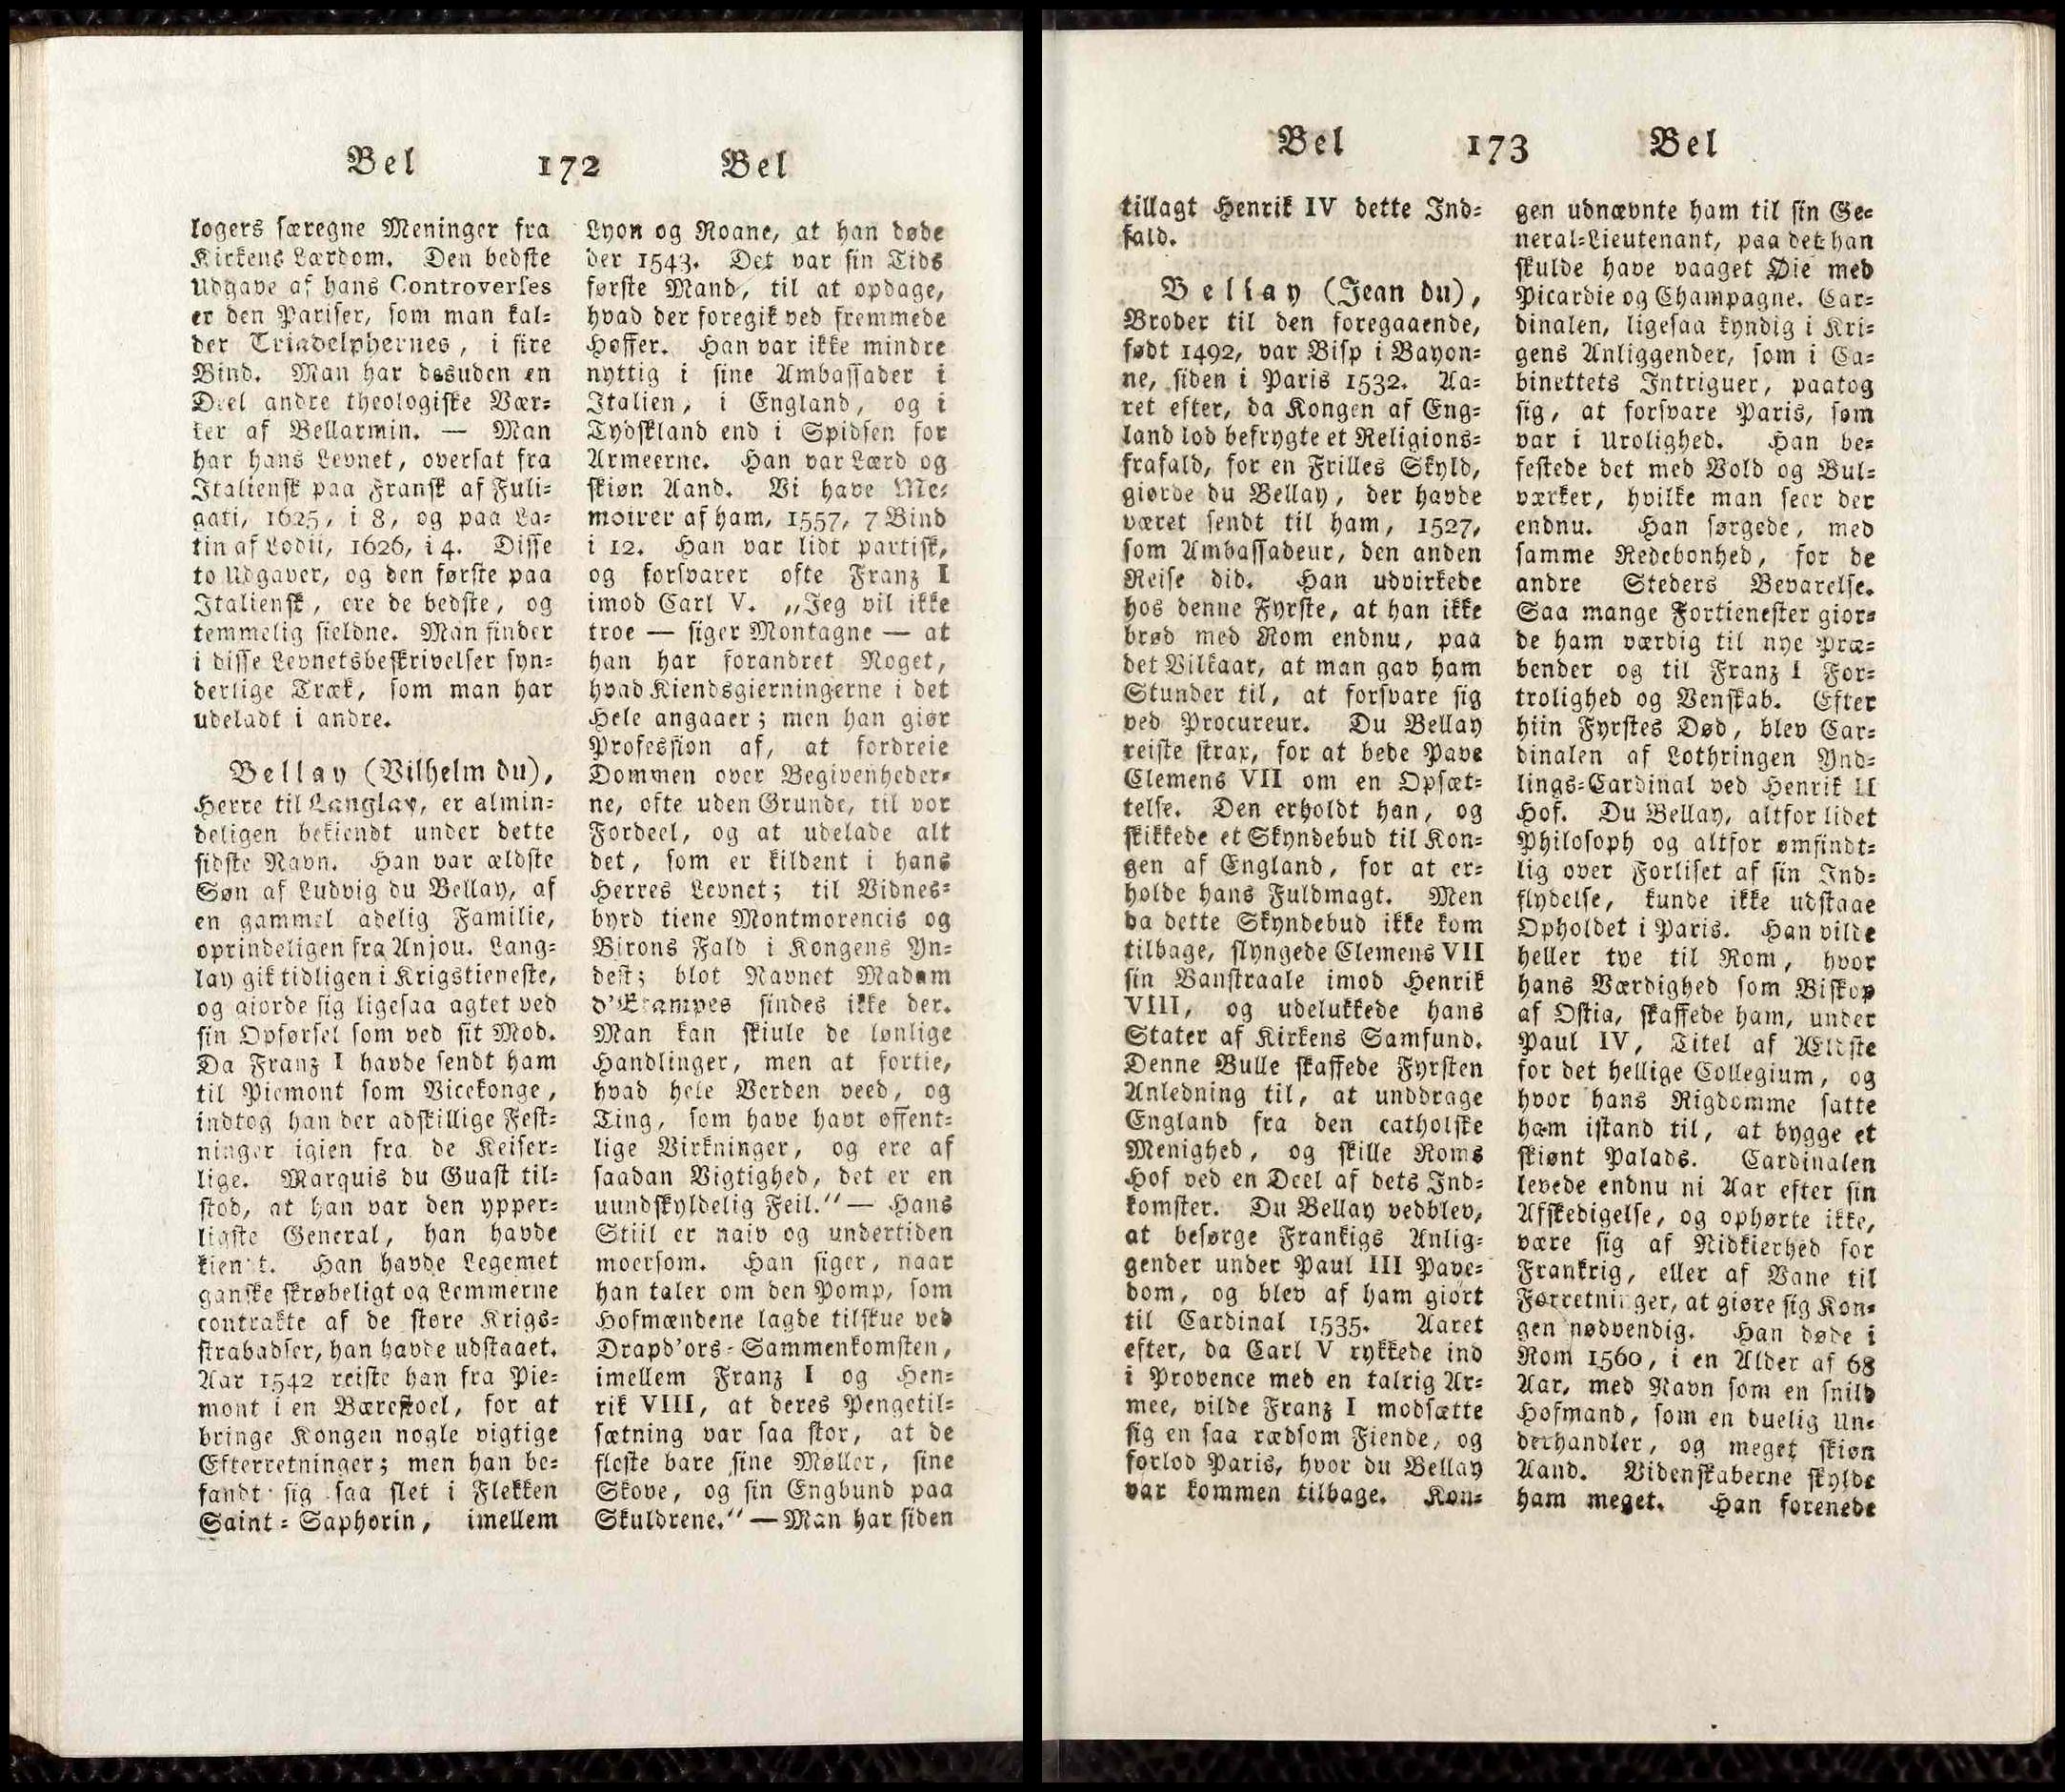 Bel 172 Bel
logers særegne Meninger fra
Kirkens Lærdom. Den bedste
Udgave af hans Controverses
er den Pariser, som man kal-
der Triadelphernes, i fire
Bind. Man har desuden en
Deel andre theologiske Vær-
ker af Bellarmin. — Man
har hans Levnet, oversat fra
Italiensk paa Fransk af Fuli-
gati, 1625, i 8, og paa La-
tin af Lodii, 1626, i 4. Disse
to Udgaver, og den første paa
Italiensk, ere de bedste, og
temmelig sieldne. Man finder
i disse Levnetsbeskrivelser syn-
derlige Træk, som man har
udeladt i andre.
Bellay (Vilhelm du),
Herre til Langlay, er almin-
deligen bekiendt under dette
sidste Navn. Han var ældste
Søn af Ludvig du Bellay, af
en gammel adelig Familie,
oprindeligen fra Anjou. Lang-
lay gik tidligen i Krigstieneste,
og giorde sig ligesaa agtet ved
sin Opførsel som ved sit Mod.
Da Franz I havde sendt ham
til Piemont som Vicekonge,
indtog han der adskillige Fest-
ninger igien fra de Keiser-
lige. Marquis du Guast til-
stod, at han var den ypper-
ligste General, han havde
kiendt. Han havde Legemet
ganske skrøbeligt og Lemmerne
contrakte af de store Krigs-
strabadser, han havde udstaaet.
Aar 1542 reiste han fra Pie-
mont i en Bærestoel, for at
bringe Kongen nogle vigtige
Efterretninger; men han be-
fandt sig saa slet i Flekken
Saint-Saphorin, imellem
Lyon og Roane, at han døde
der 1543. Det var sin Tids
første Mand, til at opdage,
hvad der foregik ved fremmede
Hoffer. Han var ikke mindre
nyttig i sine Ambassader i
Italien, i England, og i
Tydskland end i Spidsen for
Armeerne. Han var Lærd og
skiøn Aand. Vi have Me-
moirer af ham, 1557, 7 Bind
i 12. Han var lidt partisk,
og forsvarer ofte Franz I
imod Carl V. „Jeg vil ikke
troe — siger Montagne — at
han har forandret Noget,
hvad Kiendsgierningerne i det
Hele angaaer; men han giør
Profession af, at fordreie
Dommen over Begivenheder-
ne, ofte uden Grunde, til vor
Fordeel, og at udelade alt
det, som er kildent i hans
Herres Levnet; til Vidnes-
byrd tiene Montmorencis og
Birons Fald i Kongens Yn-
dest; blot Navnet Madam
d'Etampes findes ikke der.
Man kan skiule de lønlige
Handlinger, men at fortie,
hvad hele Verden veed, og
Ting, som have havt offent-
lige Virkninger, og ere af
saadan Vigtighed, det er en
uundskyldelig Feil.“ — Hans
Stiil er naiv og undertiden
moersom. Han siger, naar
han taler om den Pomp, som
Hofmændene lagde tilskue ved
Drapd'ors-Sammenkomsten,
imellem Franz I og Hen-
rik VIII, at deres Pengetil-
sætning var saa stor, at de
fleste bare sine Møller, sine
Skove, og sin Engbund paa
Skuldrene.“ — Man har siden
Bel 173 Bel
tillagt Henrik IV dette Ind-
fald.
Bellay (Jean du),
Broder til den foregaaende,
født 1492, var Bisp i Bayon-
ne, siden i Paris 1532. Aa-
ret efter, da Kongen af Eng-
land lod befrygte et Religions-
frafald, for en Frilles Skyld,
giorde du Bellay, der havde
været sendt til ham, 1527,
som Ambassadeur, den anden
Reise did. Han udvirkede
hos denne Fyrste, at han ikke
brød med Rom endnu, paa
det Vilkaar, at man gav ham
Stunder til, at forsvare sig
ved Procureur. Du Bellay
reiste strax, for at bede Pave
Clemens VII om en Opsæt-
telse. Den erholdt han, og
skikkede et Skyndebud til Kon-
gen af England, for at er-
holde hans Fuldmagt. Men
da dette Skyndebud ikke kom
tilbage, slyngede Clemens VII
sin Banstraale imod Henrik
VIII, og udelukkede hans
Stater af Kirkens Samfund.
Denne Bulle skaffede Fyrsten
Anledning til, at unddrage
England fra den catholske
Menighed, og skille Roms
Hof ved en Deel af dets Ind-
komster. Du Bellay vedblev,
at besørge Frankigs Anlig-
gender under Paul III Pave-
dom, og blev af ham giort
til Cardinal 1535. Aaret
efter, da Carl V rykkede ind
i Provence med en talrig Ar-
mee, vilde Franz I modsætte
sig en saa rædsom Fiende, og
forlod Paris, hvor du Bellay
var kommen tilbage. Kon-
gen udnævnte ham til sin Ge-
neral-Lieutenant, paa det han
skulde have vaaget Øie med
Picardie og Champagne. Car-
dinalen, ligesaa kyndig i Kri-
gens Anliggender, som i Ca-
binettets Intriguer, paatog
sig, at forsvare Paris, som
var i Urolighed. Han be-
festede det med Vold og Bul-
værker, hvilke man seer der
endnu. Han sørgede, med
samme Redebonhed, for de
andre Steders Bevarelse.
Saa mange Fortienester gior-
de ham værdig til nye Præ-
bender og til Franz I For-
trolighed og Venskab. Efter
hiin Fyrstes Død, blev Car-
dinalen af Lothringen Ynd-
lings-Cardinal ved Henrik II
Hof. Du Bellay, altfor lidet
Philosoph og altfor ømfindt-
lig over Forliset af sin Ind-
flydelse, kunde ikke udstaae
Opholdet i Paris. Han vilde
heller tye til Rom, hvor
hans Værdighed som Biskop
af Ostia, skaffede ham, under
Paul IV, Titel af Ældste
for det hellige Collegium, og
hvor hans Rigdomme satte
ham istand til, at bygge et
skiønt Palads. Cardinalen
levede endnu ni Aar efter sin
Afskedigelse, og ophørte ikke,
være sig af Nidkierhed for
Frankrig, eller af Vane til
Forretninger, at giøre sig Kon-
gen nødvendig. Han døde i
Rom 1560, i en Alder af 68
Aar, med Navn som en snild
Hofmand, som en duelig Un-
derhandler, og meget skiøn
Aand. Videnskaberne skylde
ham meget. Han forenede